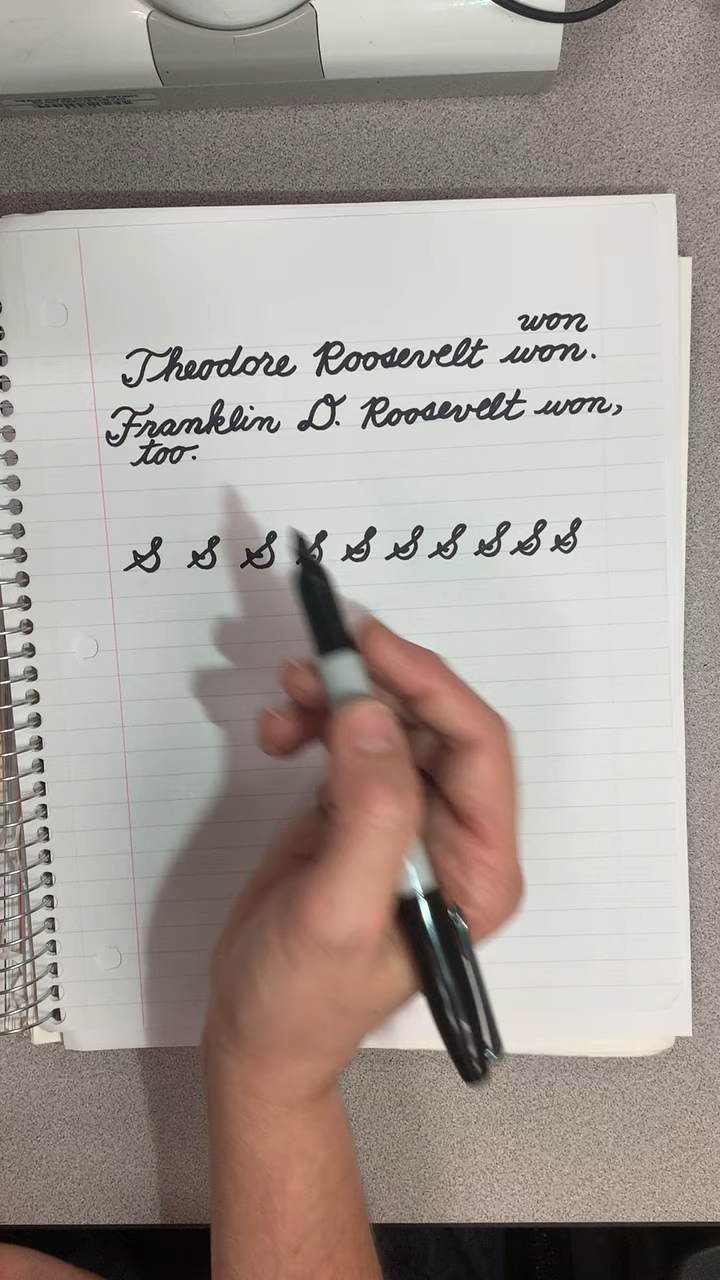 won
Theodore Roosevelt won.
Franklin D. Roosevelt won,
too.
S S S S S S S S S S